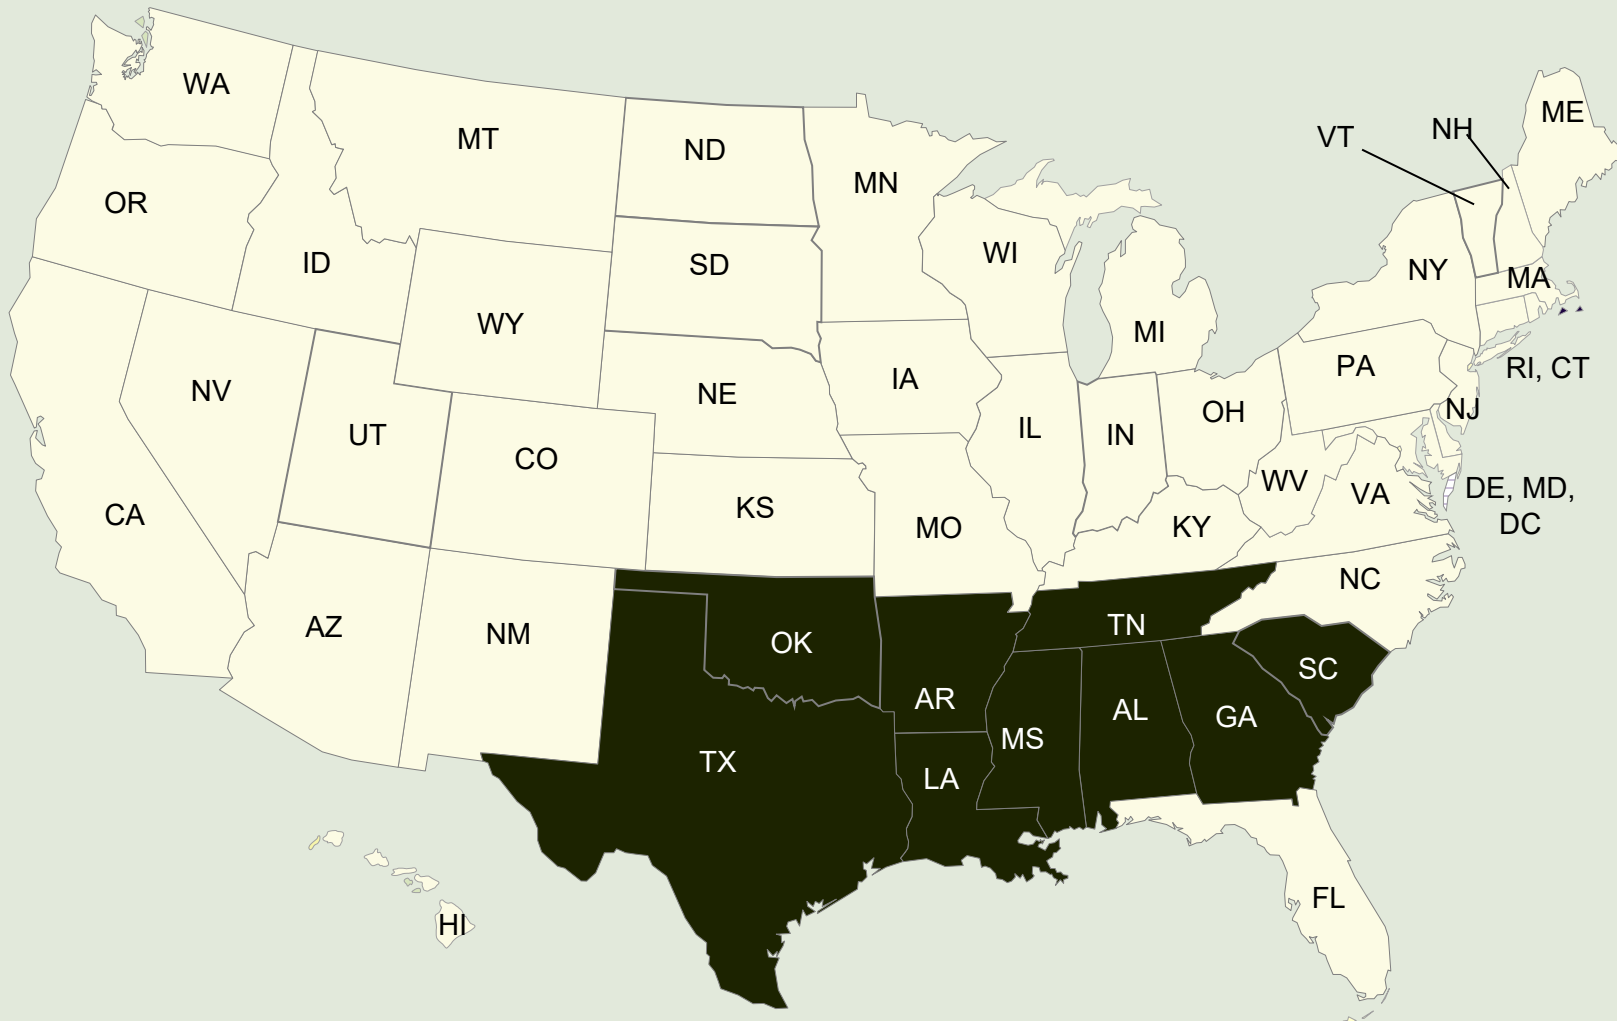 WA
MT
ND
MN
VT
NH
ME
OR
ID
SD
WI
NY
MA
WY
MI
NV
NE
IA
PA
RI, CT
UT
CO
IL
IN
OH
NJ
CA
KS
MO
WV
VA
KY
DE, MD,
DC
AZ
NM
OK
TN
NC
AR
SC
TX
MS
AL
GA
LA
HI
FL